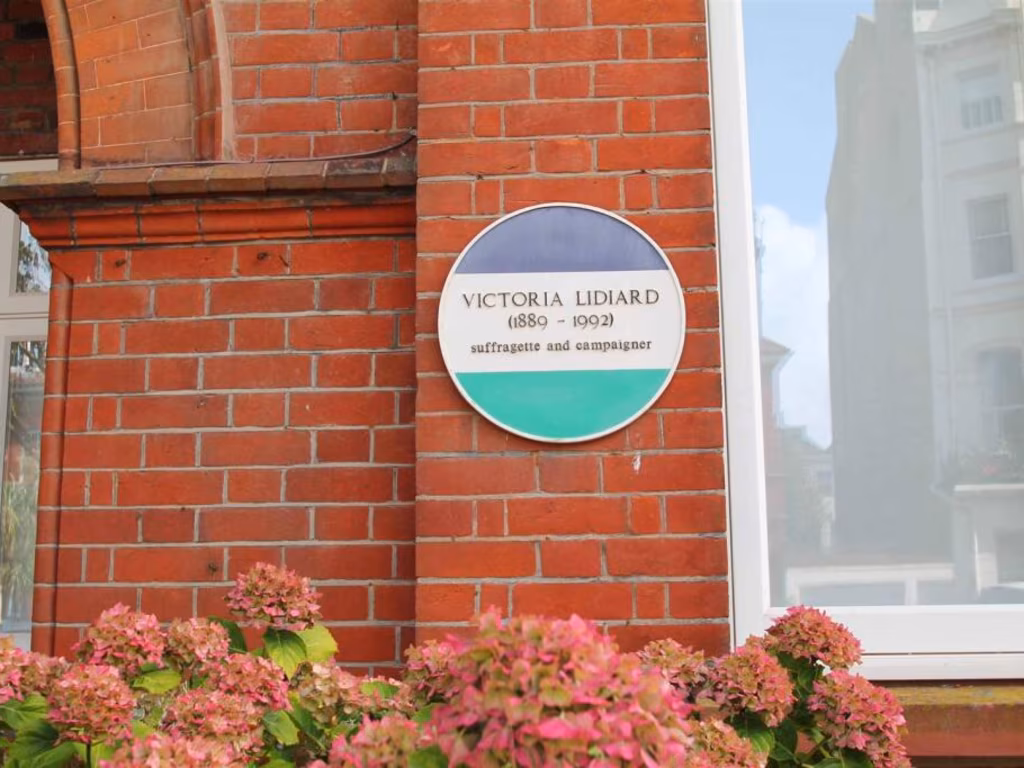 VICTORIA LIDIARD
(1889 - 1992)
suffragette and campaigner